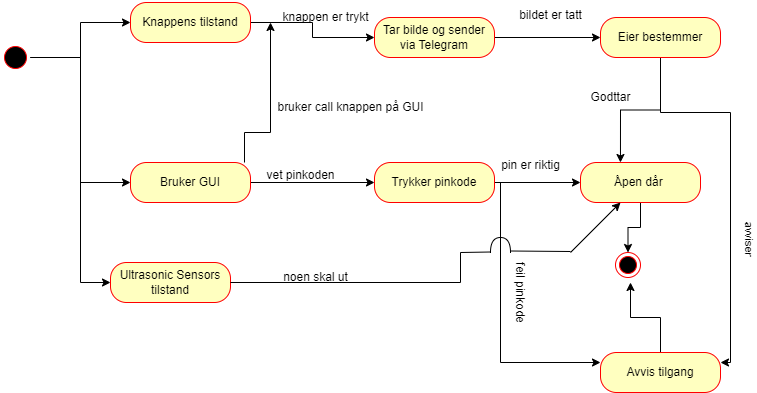 Knappens tilstand
knappen er trykt
Tar bilde og sender
via Telegram
bildet er tatt
Eier bestemmer
Godttar
bruker call knappen på GUI
Bruker GUI
vet pinkoden
Trykker pinkode
pin er riktig
Åpen dår
avviser
Ultrasonic Sensors
tilstand
noen skal ut
feil pinkode
Avvis tilgang